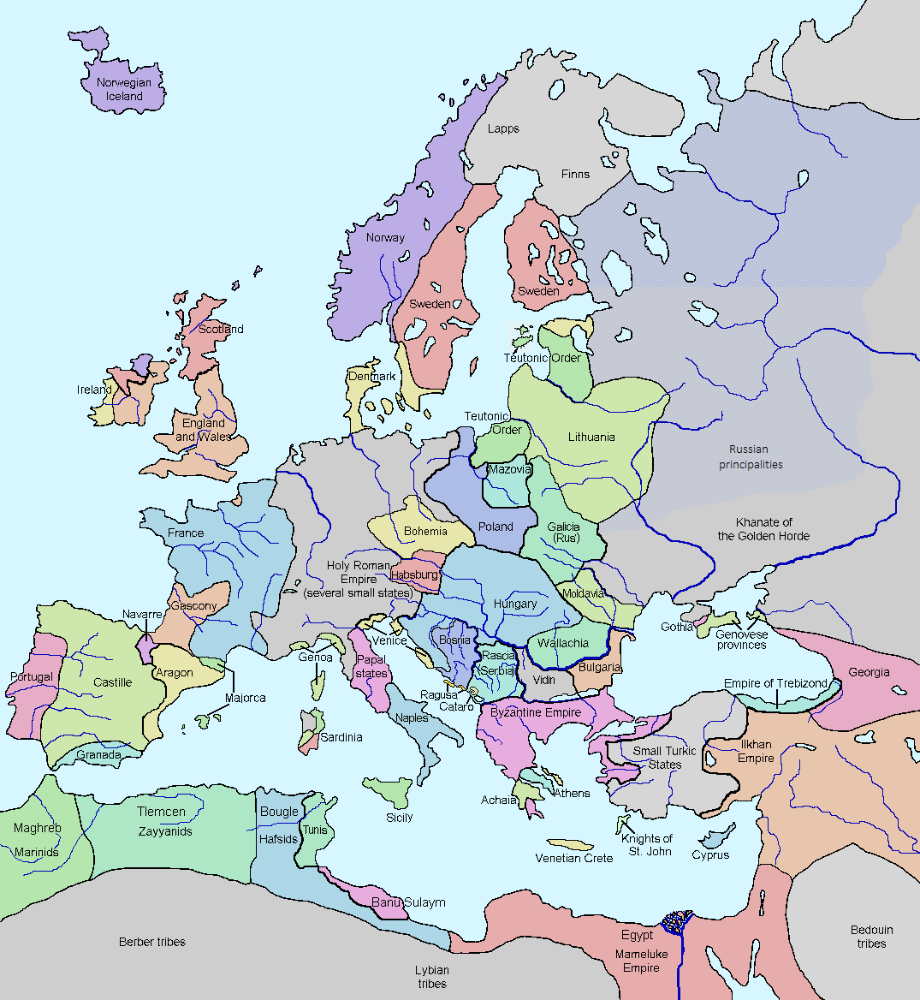 Norwegian
Iceland
Lapps
Finns
Norway
Sweden
Sweden
Scotland
Teutonic Order
Denmark
Ireland
England
and Wales
Teutonic
Order
Lithuania
Russian
principalities
Mazovia
Poland
Galicia
(Rus')
Khanate of
the Golden Horde
France
Bohemia
Holy Roman
Empire
(several small states)
Habsburg
Moldavia
Hungary
Gascony
Navarre
Gothia
Genovese
provinces
Venice
Bosnia
Wallachia
Genoa
Papal
states
Rascia
(Serbia)
Vidin
Bulgaria
Georgia
Portugal
Castille
Aragon
Majorca
Empire of Trebizond
Ragusa
Cataro
Byzantine Empire
Naples
Sardinia
Granada
Small Turkic
States
Ilkhan
Empire
Achaia
Athens
Sicily
Tlemcen
Zayyanids
Bougle
Hafsids
Tunis
Maghreb
Marinids
Knights of
St. John
Cyprus
Venetian Crete
Banu Sulaym
Berber tribes
Lybian
tribes
Egypt
Mameluke
Empire
Bedouin
tribes